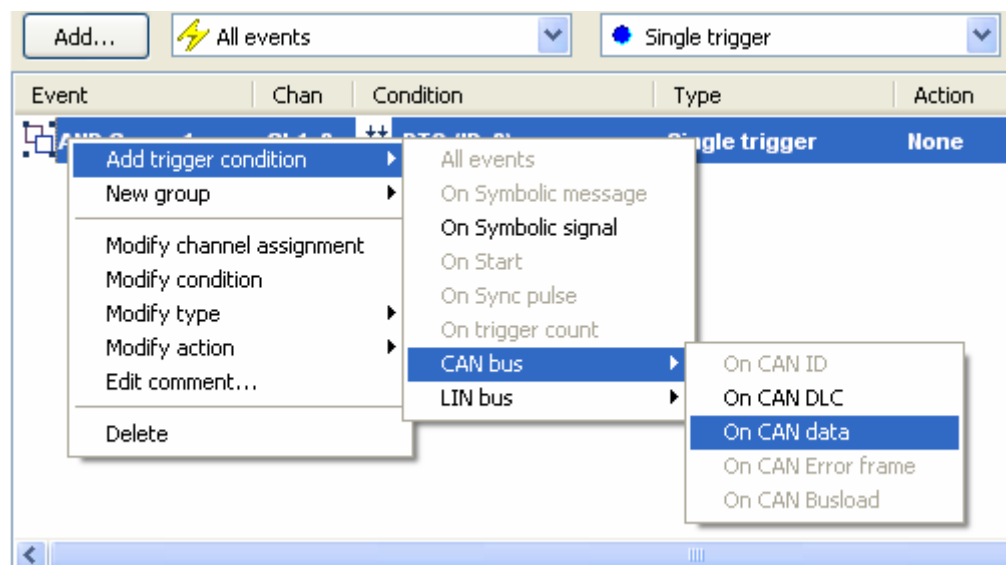 Add... All events Single trigger
Event Chan Condition Type Action
Single trigger None
Add trigger condition
New group
Modify channel assignment
Modify condition
Modify type
Modify action
Edit comment...
Delete
All events
On Symbolic message
On Symbolic signal
On Start
On Sync pulse
On trigger count
CAN bus
LIN bus
On CAN ID
On CAN DLC
On CAN data
On CAN Error frame
On CAN Busload